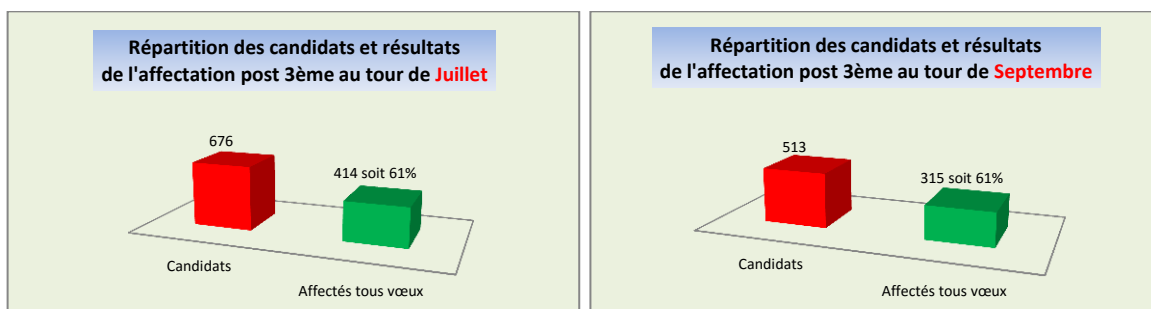 Répartition des candidats et résultats
de l'affectation post 3ème au tour de Juillet
676
414 soit 61%
Candidats
Affectés tous vœux
Répartition des candidats et résultats
de l'affectation post 3ème au tour de Septembre
513
315 soit 61%
Candidats
Affectés tous vœux